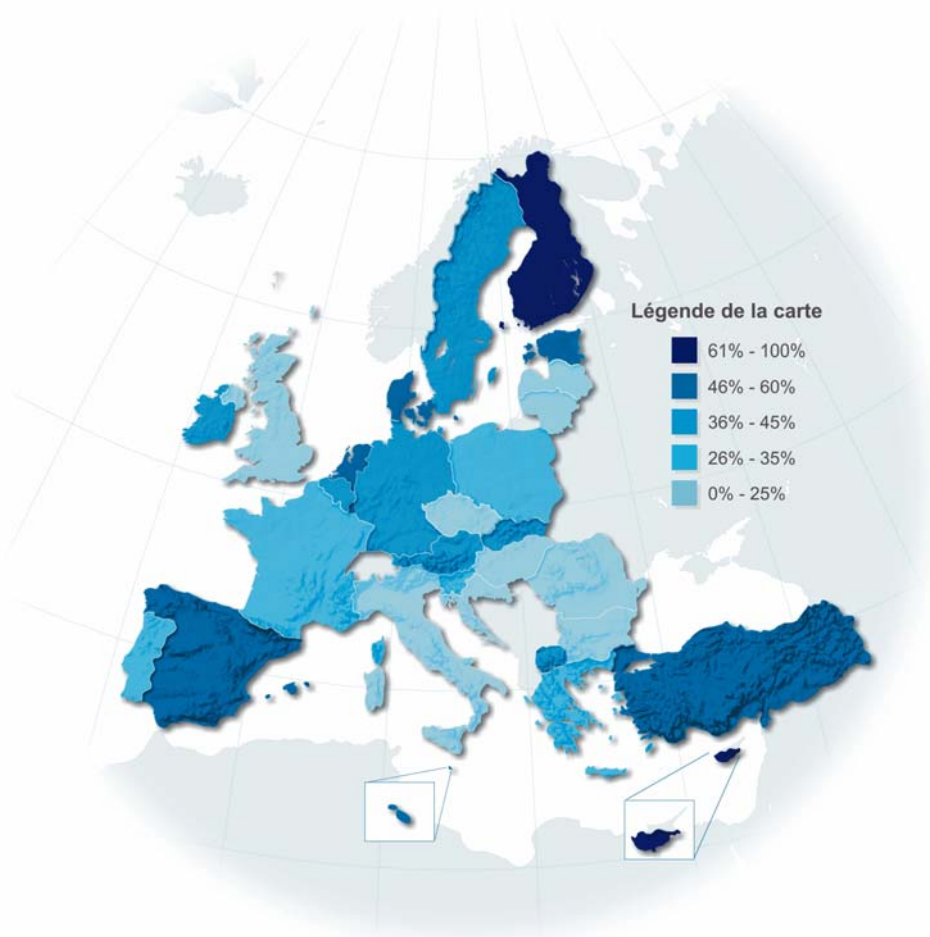 Légende de la carte
61% - 100%
46% - 60%
36% - 45%
26% - 35%
0% - 25%